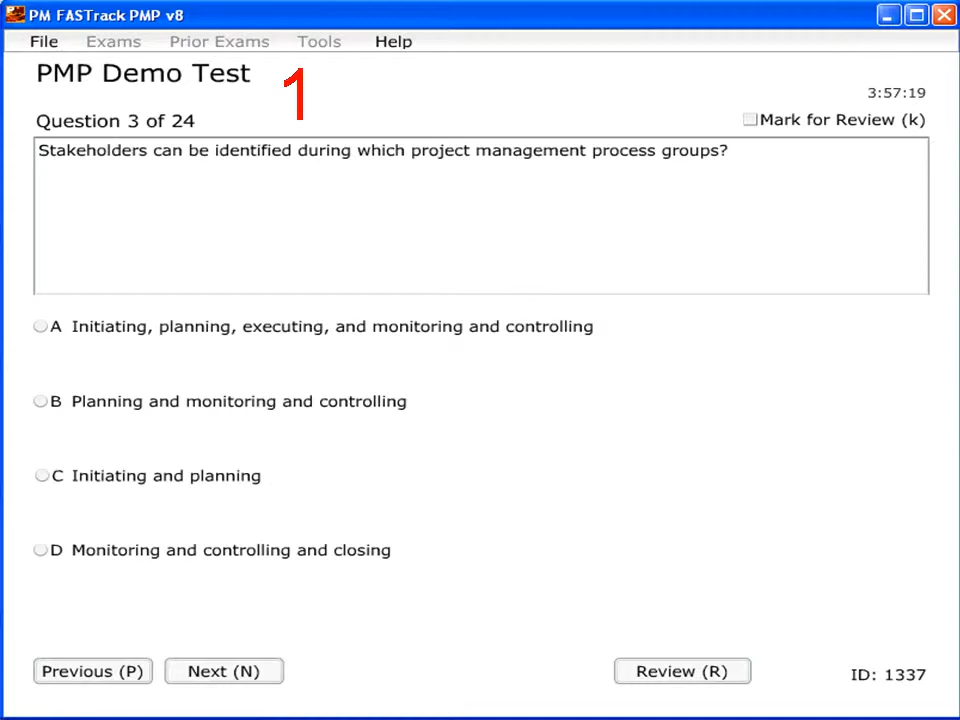 PM FASTrack PMP v8
File Exams Prior Exams Tools Help
PMP Demo Test
1
3:57:19
Question 3 of 24
Mark for Review (k)
Stakeholders can be identified during which project management process groups?
A Initiating, planning, executing, and monitoring and controlling
B Planning and monitoring and controlling
C Initiating and planning
D Monitoring and controlling and closing
Previous (P) Next (N) Review (R) ID: 1337